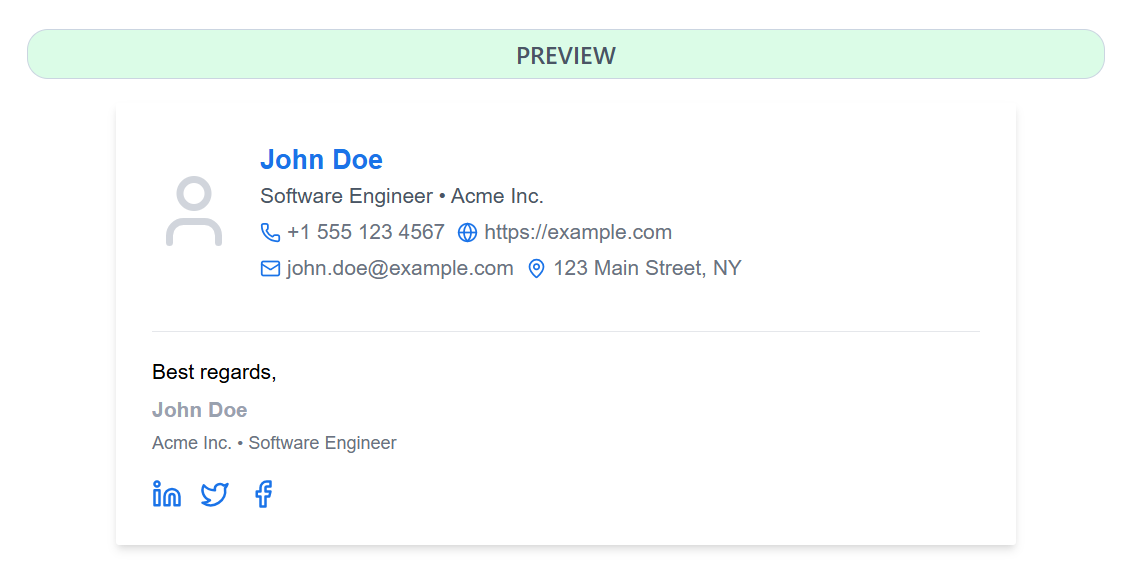 PREVIEW
John Doe
Software Engineer • Acme Inc.
+1 555 123 4567 https://example.com
john.doe@example.com 123 Main Street, NY
Best regards,
John Doe
Acme Inc. • Software Engineer
in